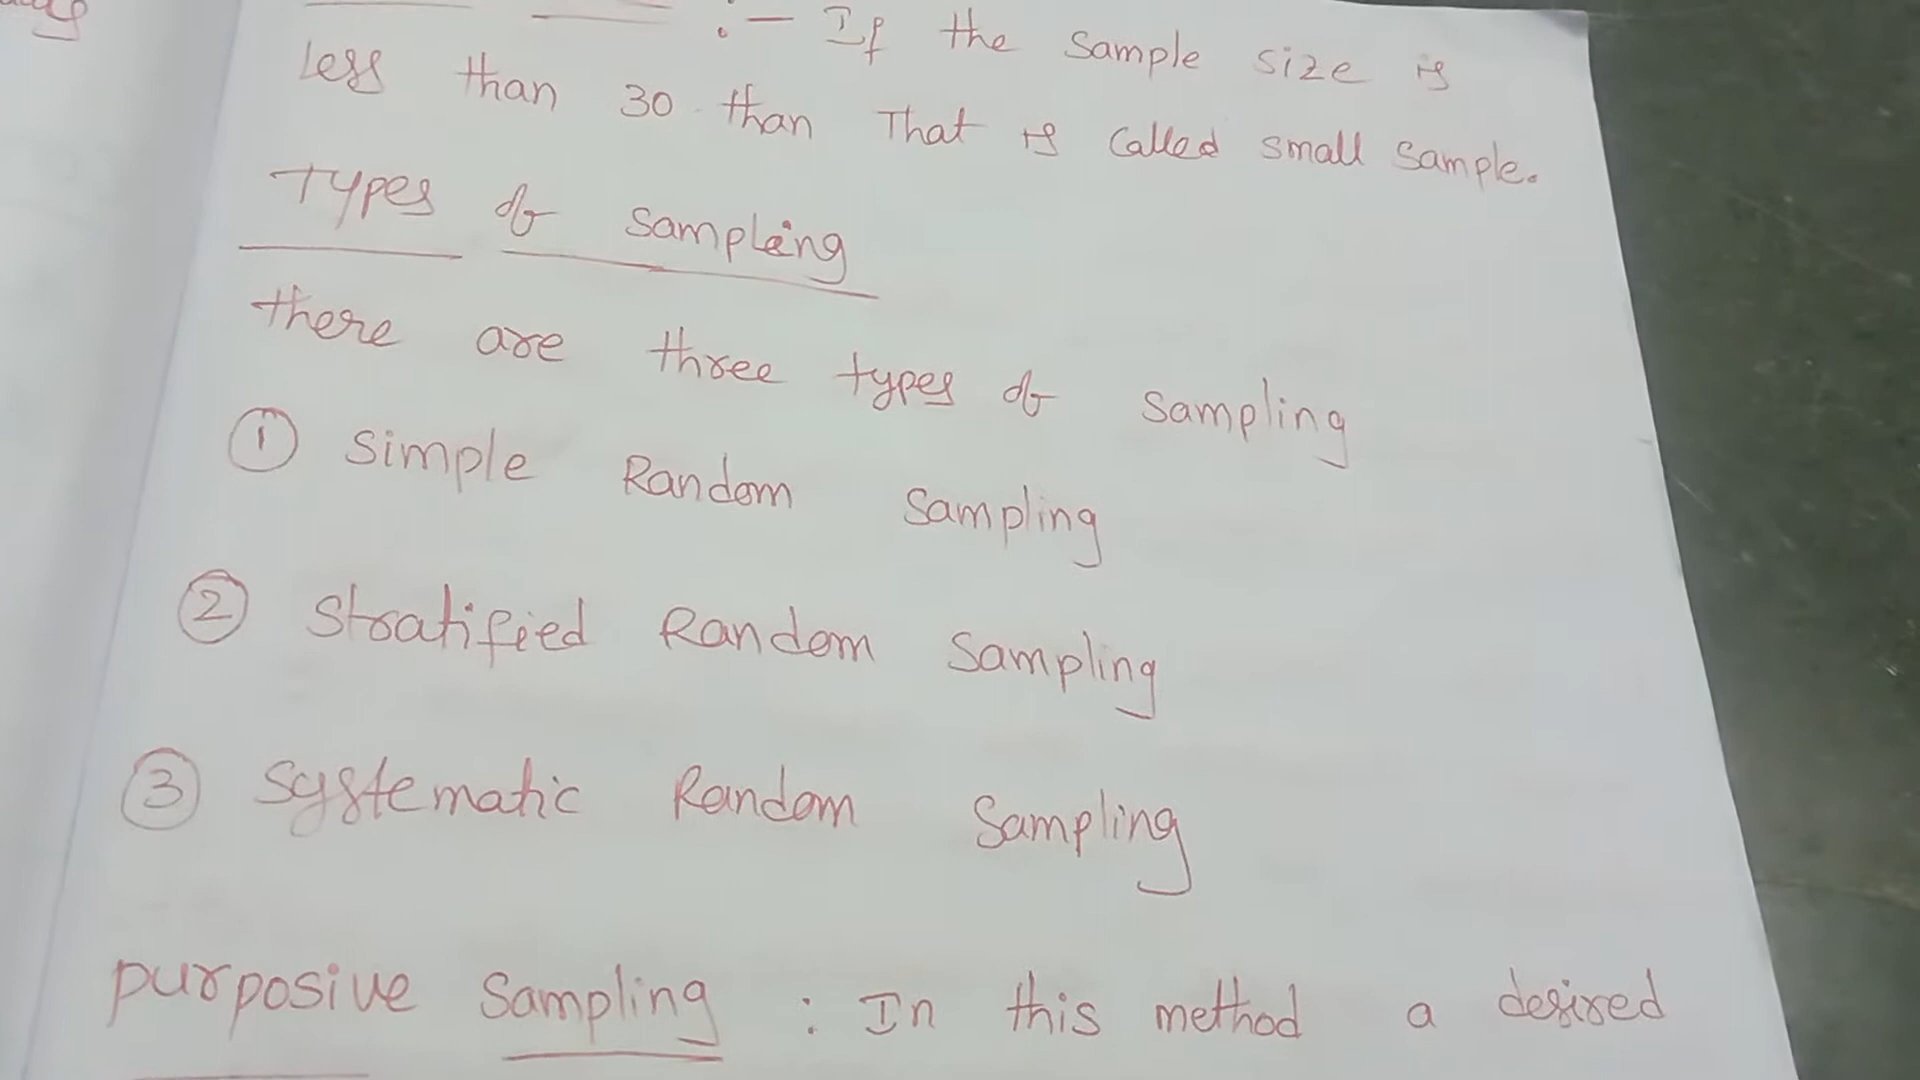 :- If the sample size is
less than 30 than That is called small sample.
Types of sampling
there are three types of sampling
① Simple Random Sampling
② Stratified Random Sampling
③ Systematic Random Sampling
purposive Sampling : In this method a desired